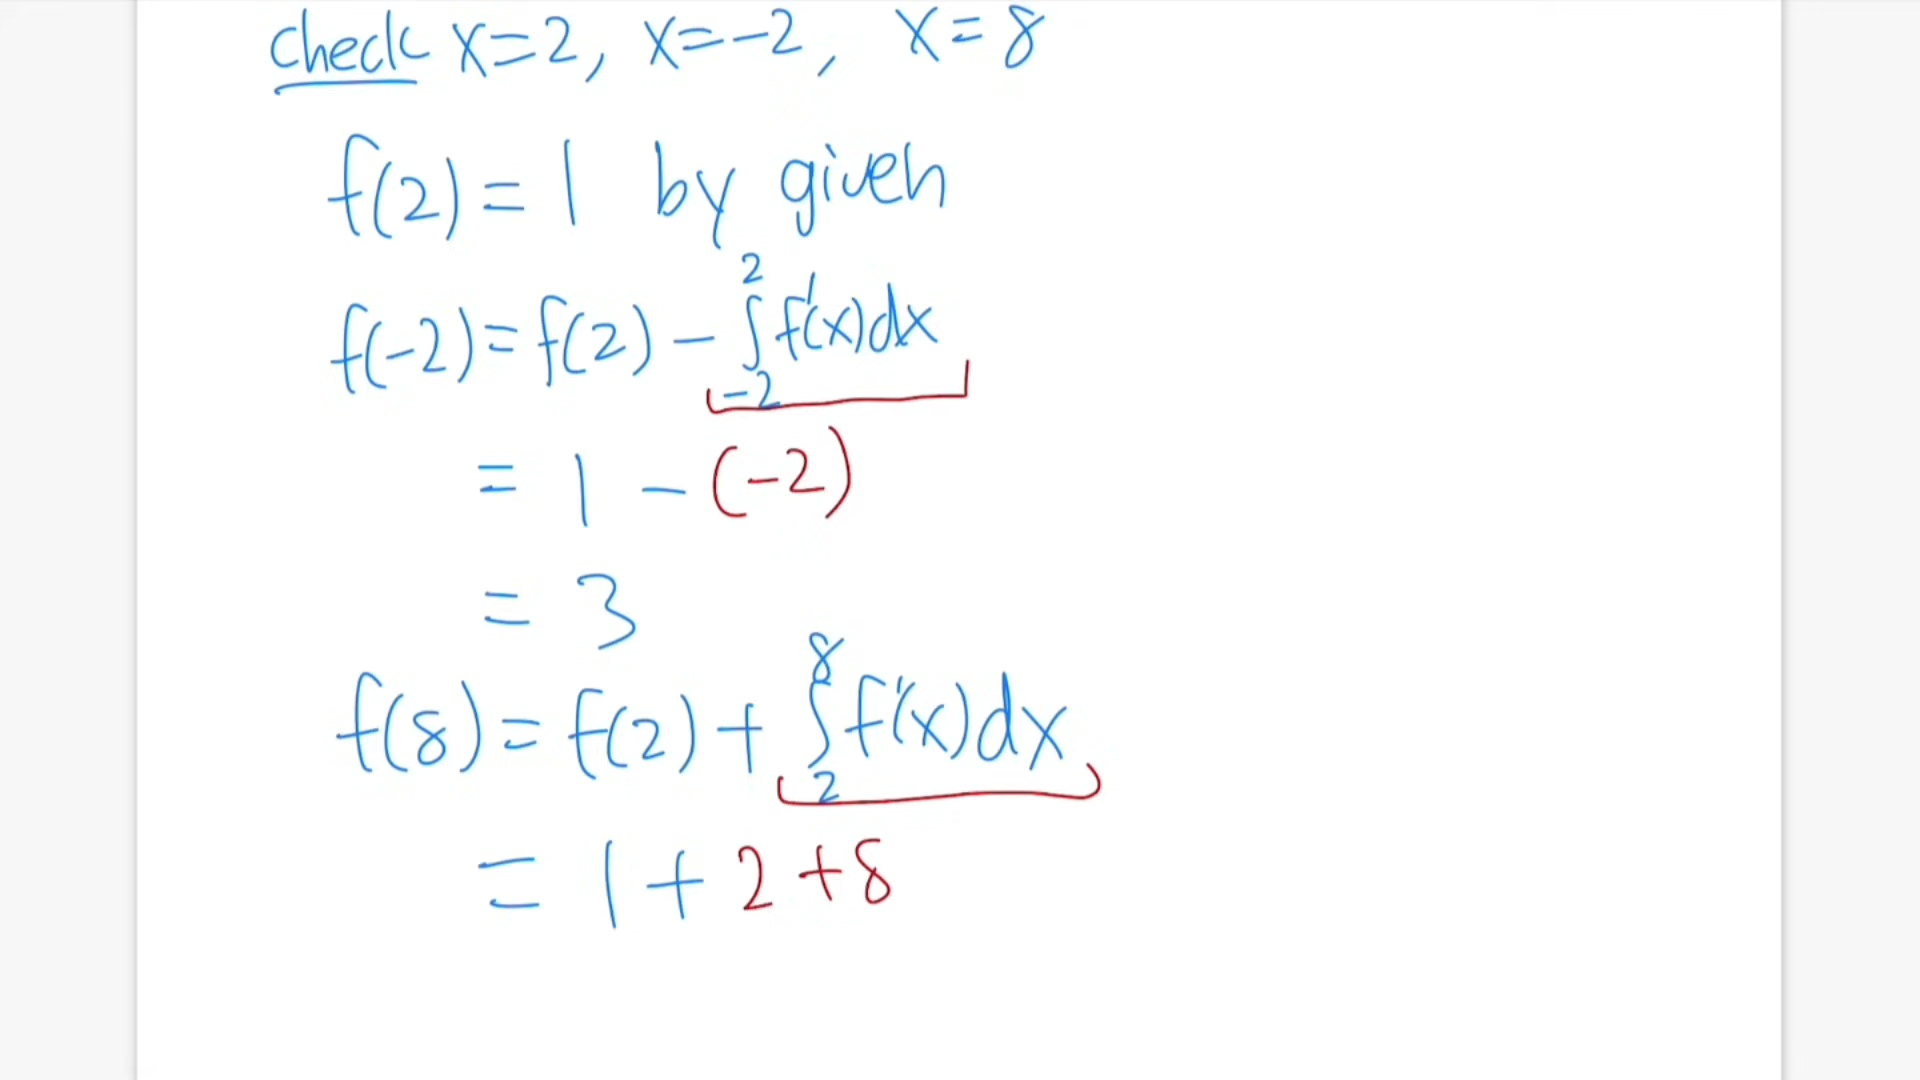 check x=2, x=-2, x=8
f(2)=1 by given
f(-2)=f(2)-∫_{-2}^{2} f'(x)dx
=1-(-2)
=3
f(8)=f(2)+∫_{2}^{8} f'(x)dx
=1+2+8